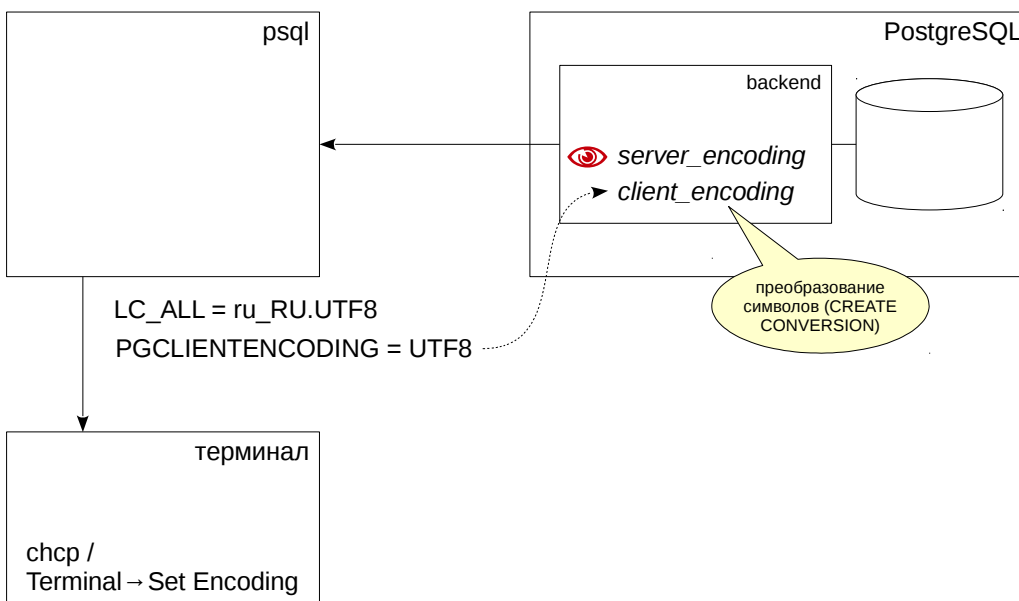 psql
PostgreSQL
backend
server_encoding
client_encoding
преобразование
символов (CREATE
CONVERSION)
LC_ALL = ru_RU.UTF8
PGCLIENTENCODING = UTF8
терминал
chcp /
Terminal→Set Encoding